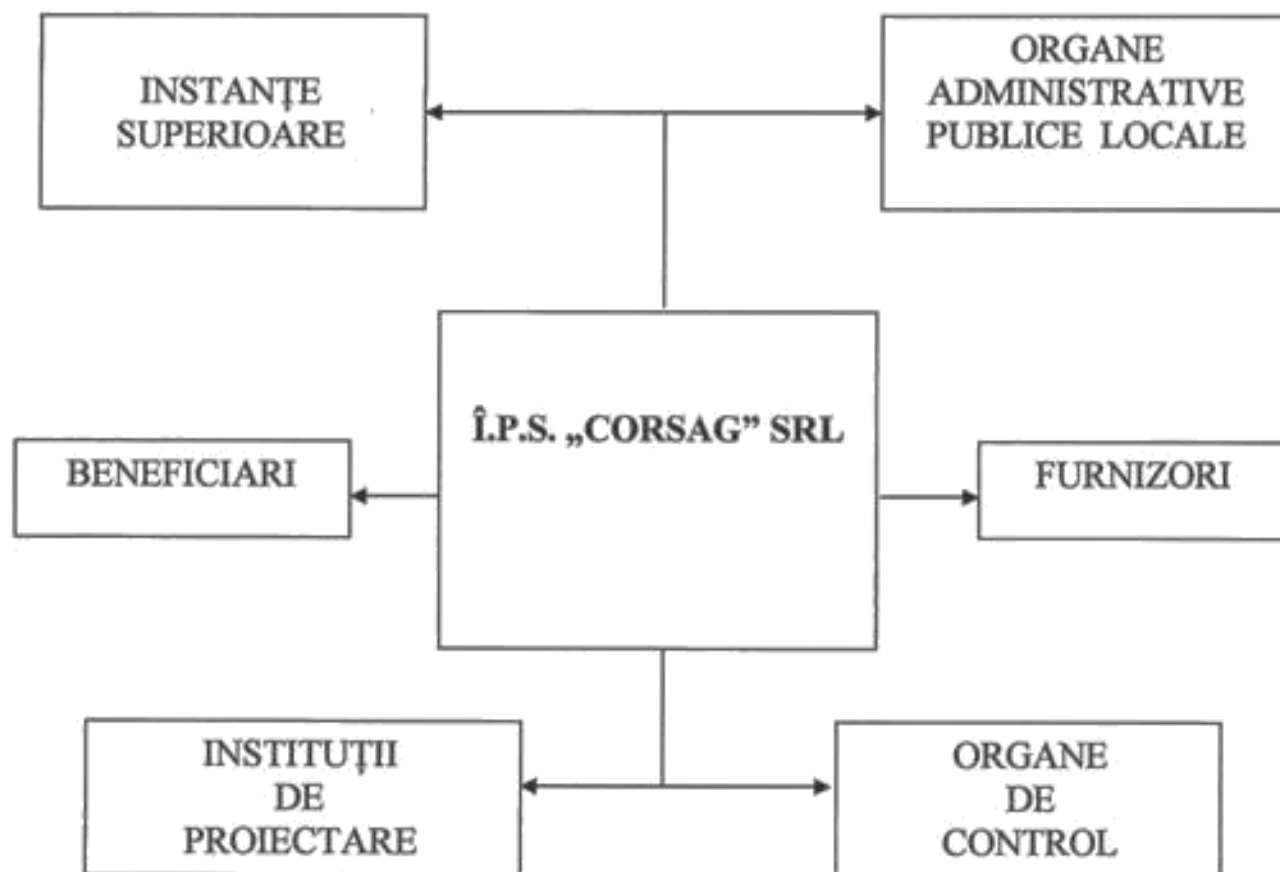 INSTANȚE
SUPERIOARE
ORGANE
ADMINISTRATIVE
PUBLICE LOCALE
Î.P.S. „CORSAG” SRL
BENEFICIARI
FURNIZORI
INSTITUȚII
DE
PROIECTARE
ORGANE
DE
CONTROL